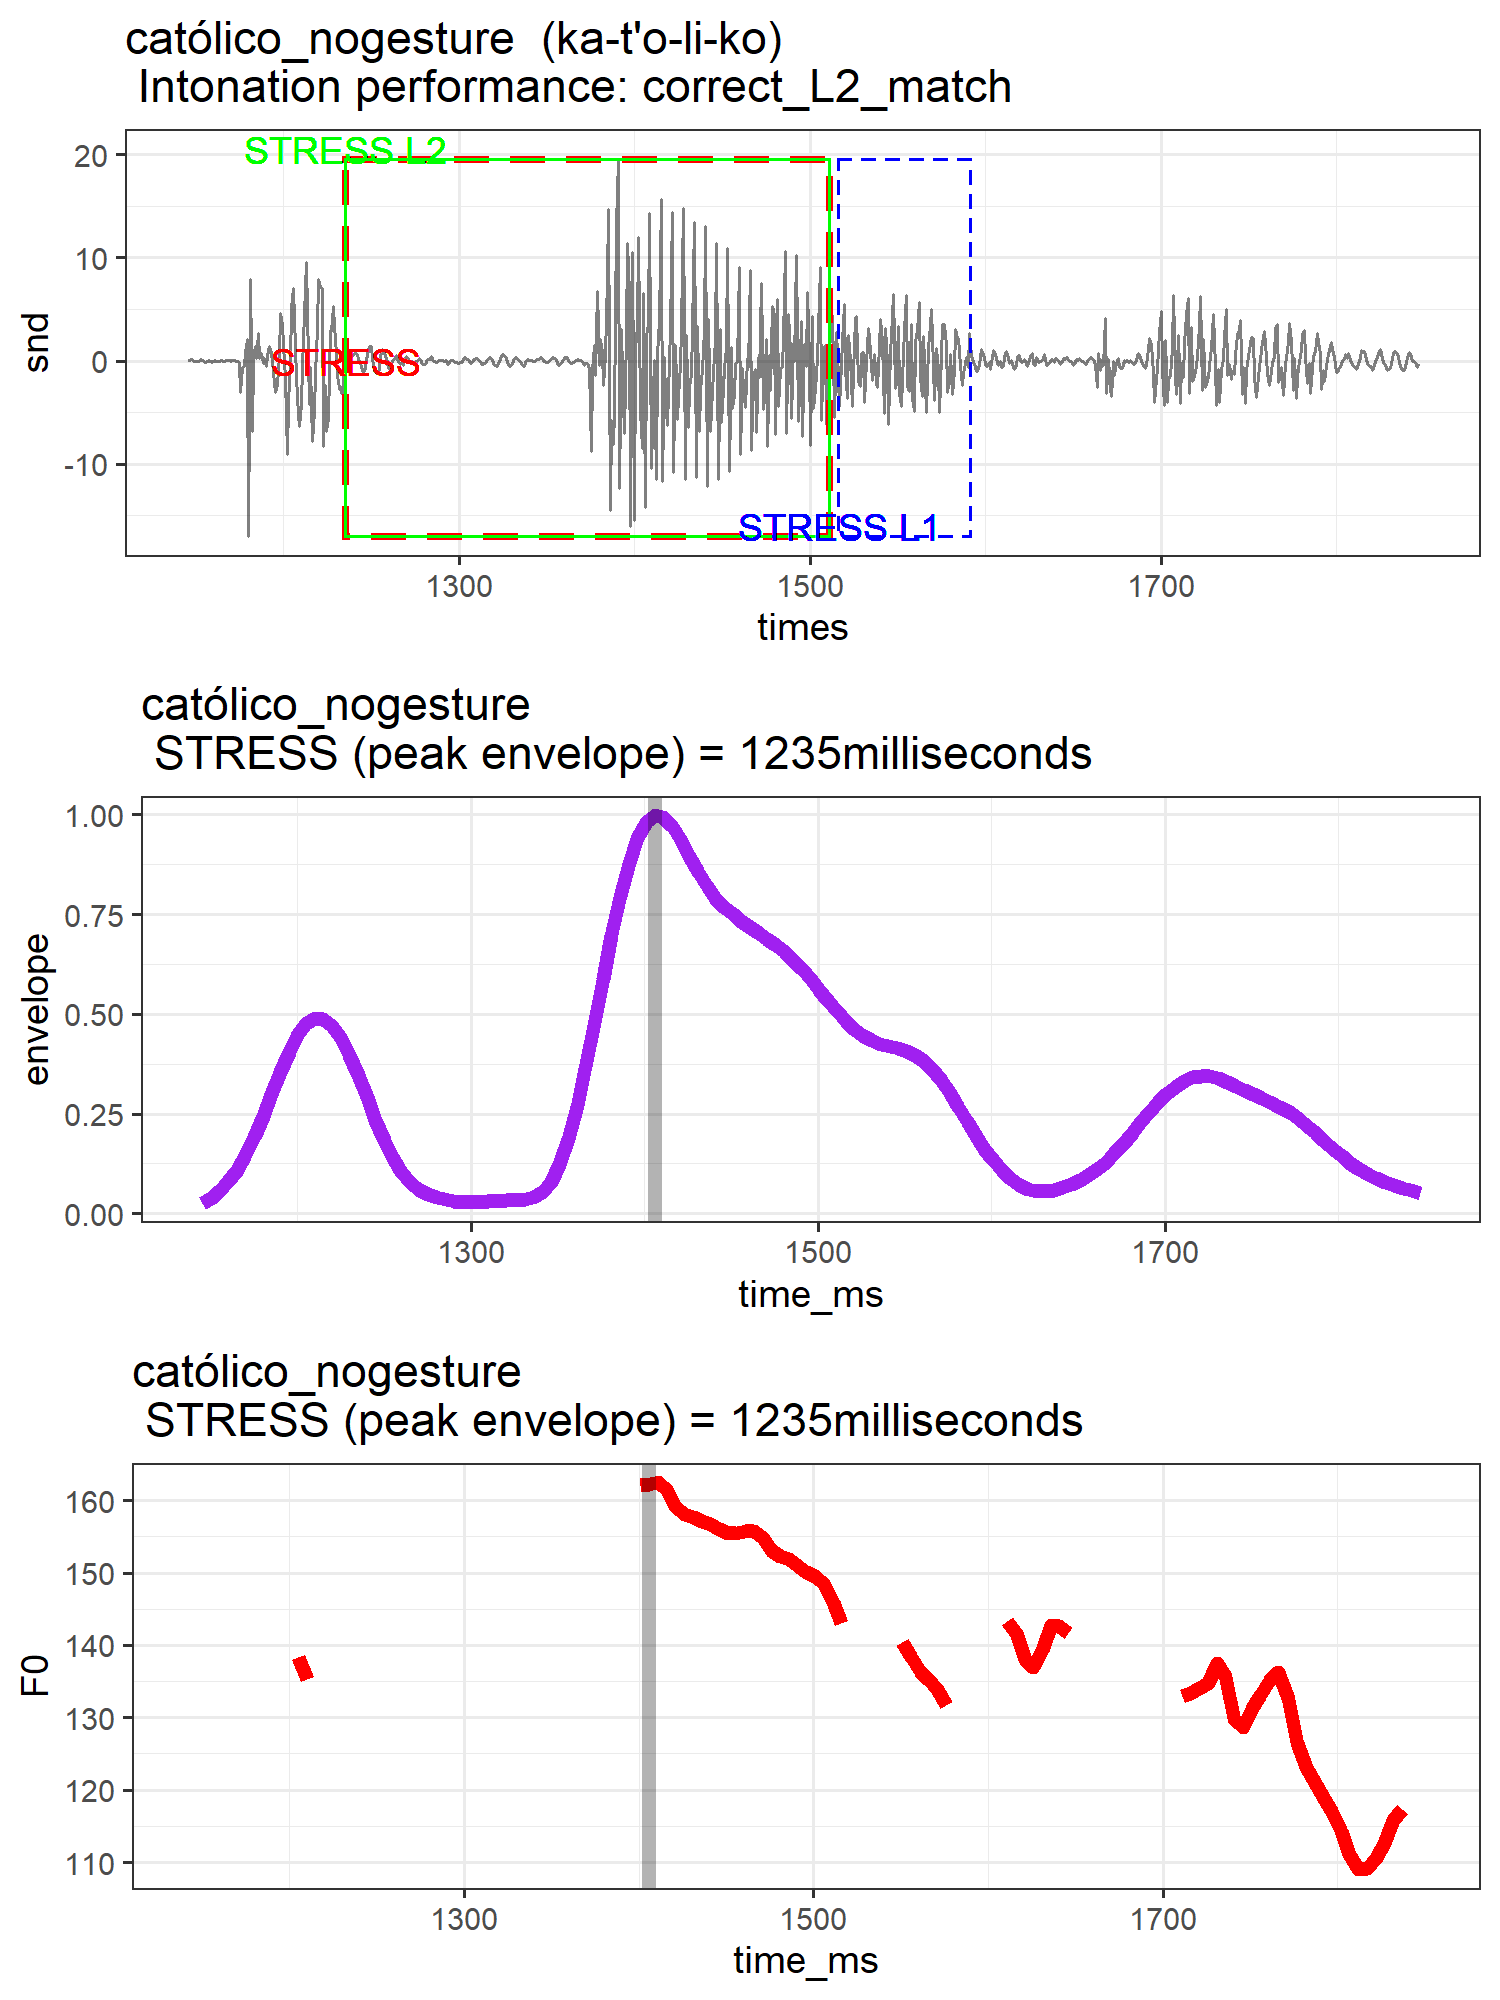 católico_nogesture  (ka-t'o-li-ko)
Intonation performance: correct_L2_match
20
10
0
-10
snd
STRESS L2
STRESS
STRESS L1
1300
1500
1700
times
católico_nogesture
STRESS (peak envelope) = 1235milliseconds
1.00
0.75
0.50
0.25
0.00
envelope
1300
1500
1700
time_ms
católico_nogesture
STRESS (peak envelope) = 1235milliseconds
160
150
140
130
120
110
F0
1300
1500
1700
time_ms